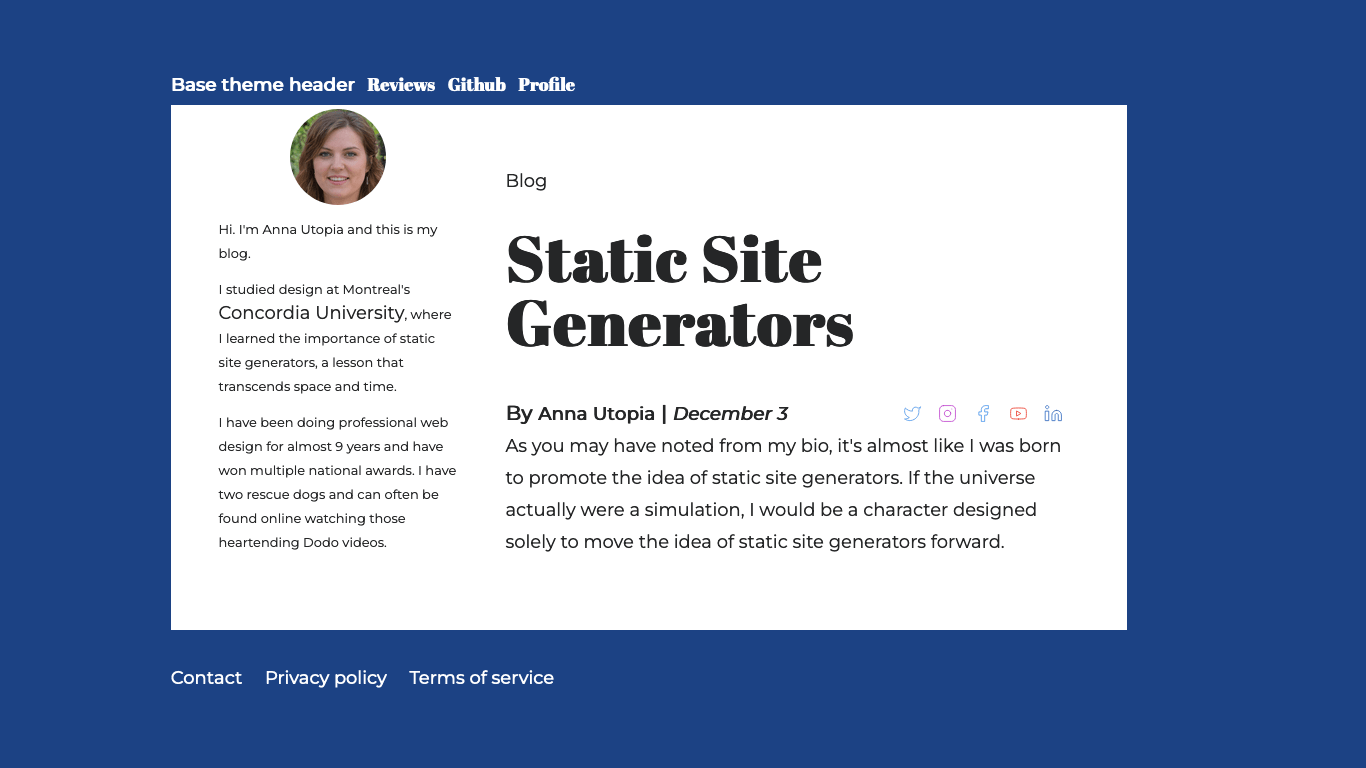 Base theme header Reviews Github Profile
Hi. I'm Anna Utopia and this is my
blog.
I studied design at Montreal's
Concordia University, where
I learned the importance of static
site generators, a lesson that
transcends space and time.
I have been doing professional web
design for almost 9 years and have
won multiple national awards. I have
two rescue dogs and can often be
found online watching those
heartending Dodo videos.
Blog
Static Site
Generators
By Anna Utopia | December 3
As you may have noted from my bio, it's almost like I was born
to promote the idea of static site generators. If the universe
actually were a simulation, I would be a character designed
solely to move the idea of static site generators forward.
Contact Privacy policy Terms of service